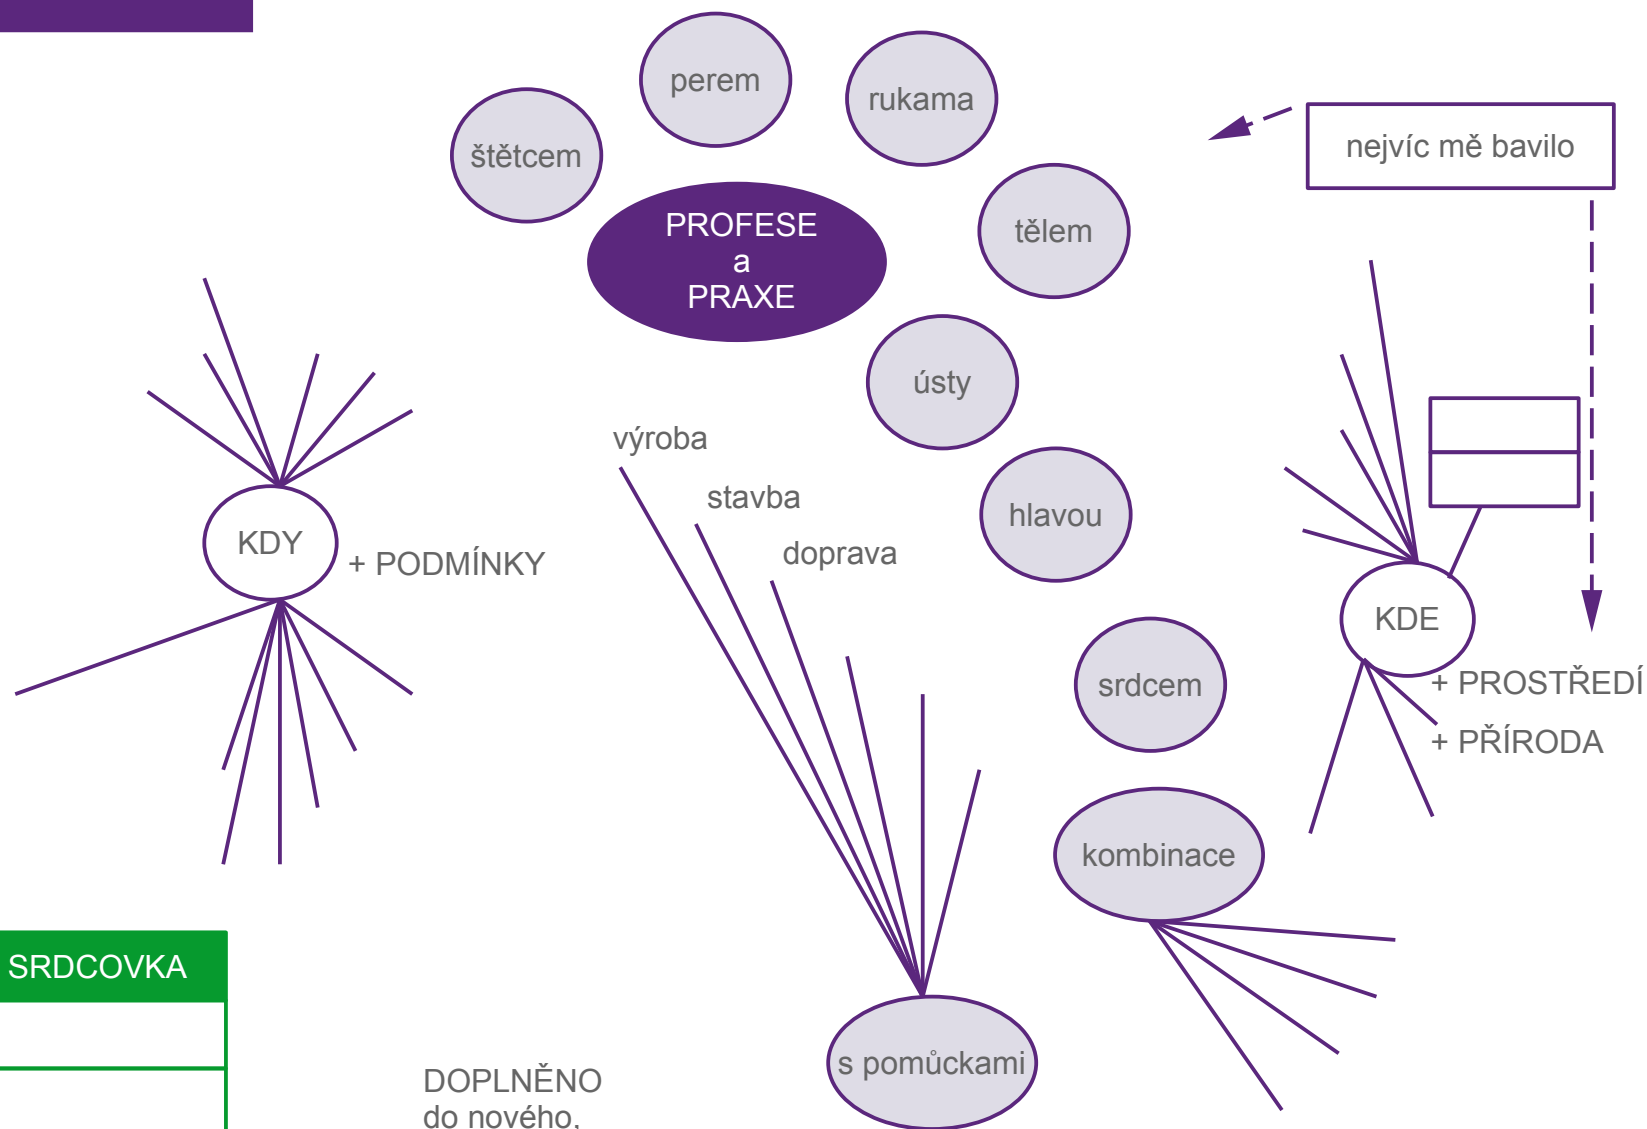 perem
rukama
štětcem
nejvíc mě bavilo
PROFESE
a
PRAXE
tělem
ústy
výroba
stavba
hlavou
doprava
KDY
+ PODMÍNKY
KDE
srdcem
+ PROSTŘEDÍ
+ PŘÍRODA
kombinace
SRDCOVKA
s pomůckami
DOPLNĚNO
do nového,